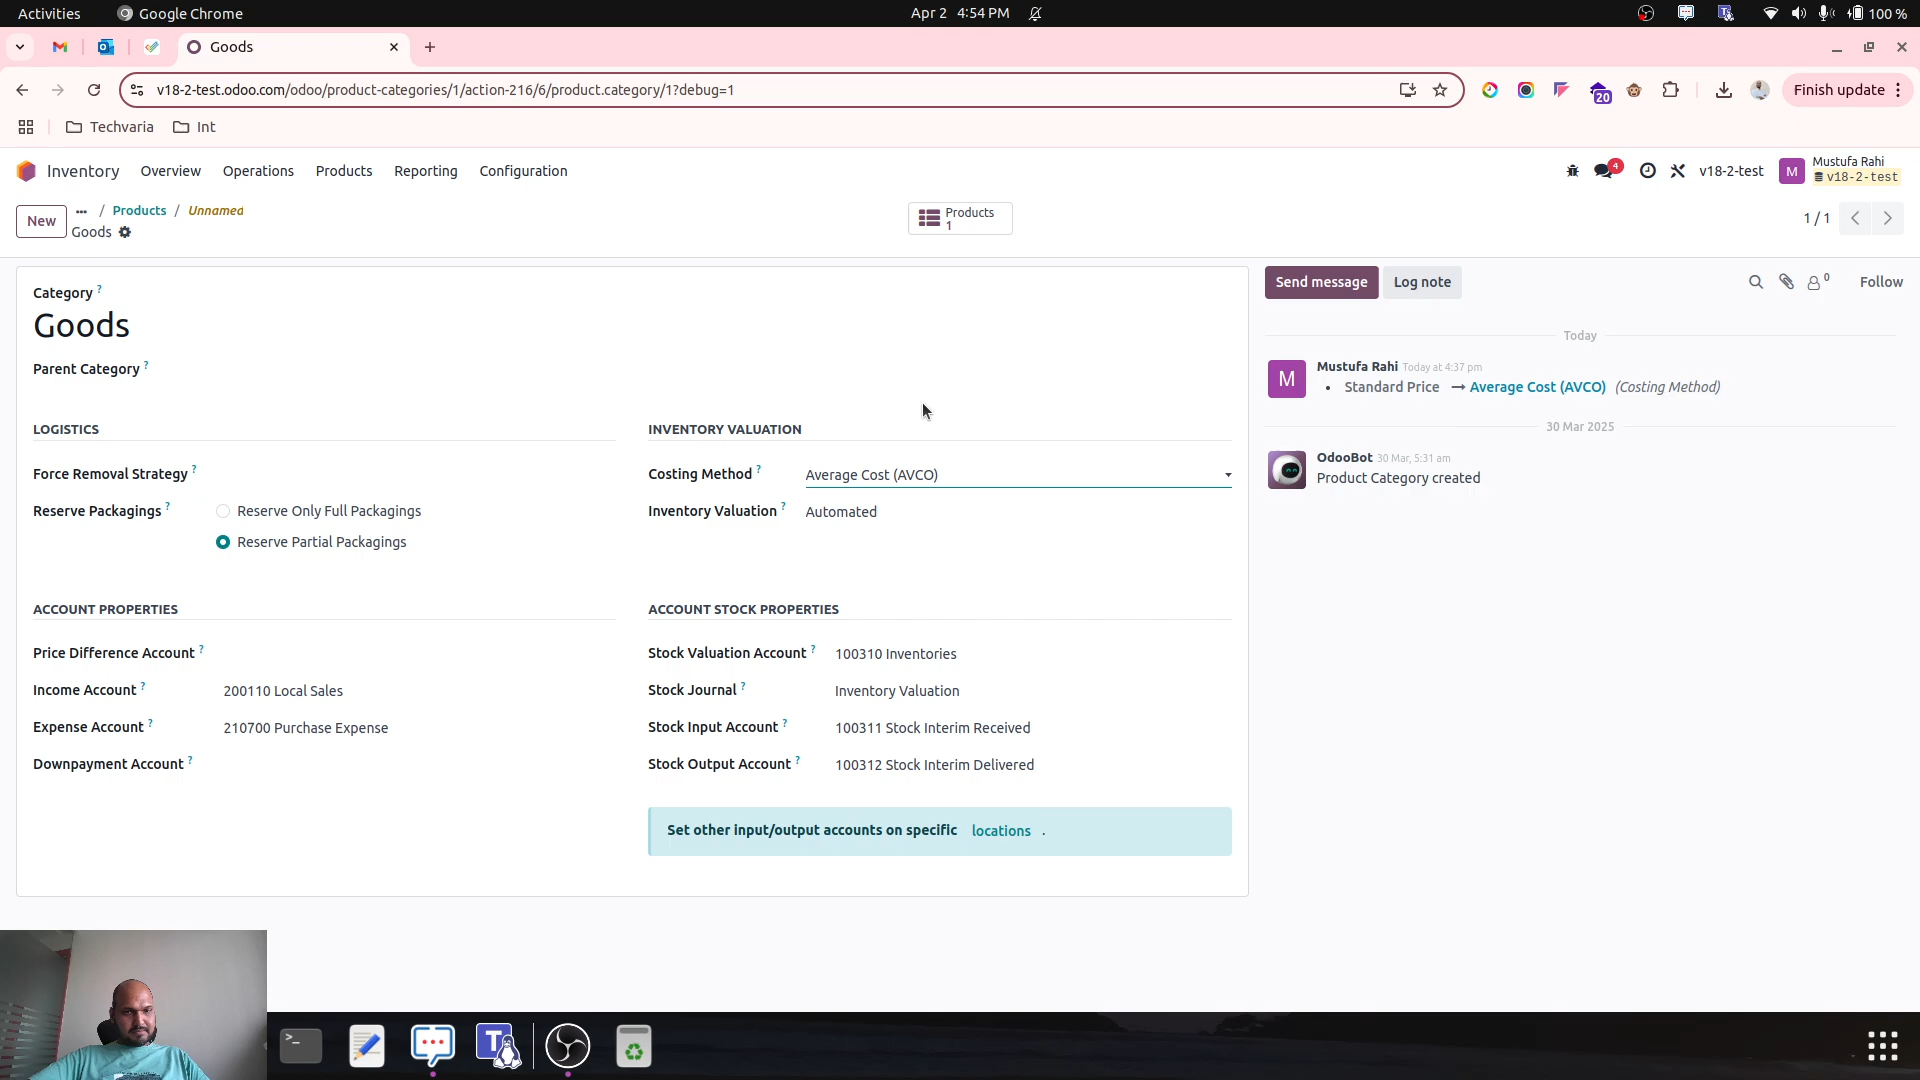 Activities Google Chrome Apr 2 4:54 PM 100 %
Goods
v18-2-test.odoo.com/odoo/product-categories/1/action-216/6/product.category/1?debug=1 20 Finish update
Techvaria Int
Inventory Overview Operations Products Reporting Configuration 4 v18-2-test M Mustufa Rahi
v18-2-test
New ... / Products / Unnamed
Goods
Products
1
1 / 1
Category ?
Goods
Parent Category ?
LOGISTICS
Force Removal Strategy ?
Reserve Packagings ? Reserve Only Full Packagings
Reserve Partial Packagings
INVENTORY VALUATION
Costing Method ? Average Cost (AVCO)
Inventory Valuation ? Automated
ACCOUNT PROPERTIES
Price Difference Account ?
Income Account ? 200110 Local Sales
Expense Account ? 210700 Purchase Expense
Downpayment Account ?
ACCOUNT STOCK PROPERTIES
Stock Valuation Account ? 100310 Inventories
Stock Journal ? Inventory Valuation
Stock Input Account ? 100311 Stock Interim Received
Stock Output Account ? 100312 Stock Interim Delivered
Set other input/output accounts on specific locations .
Send message Log note 0 Follow
Today
M Mustufa Rahi Today at 4:37 pm
• Standard Price → Average Cost (AVCO) (Costing Method)
30 Mar 2025
OdooBot 30 Mar, 5:31 am
Product Category created
>_
T